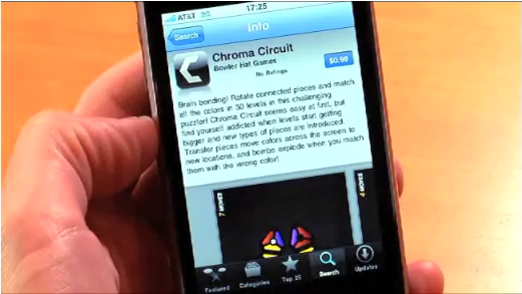 AT&T 17:25
Search Info
Chroma Circuit
Bowler Hat Games
$0.99
No Ratings
Brain bending! Rotate connected pieces and match
all the colors in 50 levels in this challenging
puzzler! Chroma Circuit seems easy at first, but
find yourself addicted when levels start getting
bigger and new types of pieces are introduced.
Transfer pieces move colors across the screen to
new locations, and bombs explode when you match
them with the wrong color!
Featured Categories Top 25 Search Updates